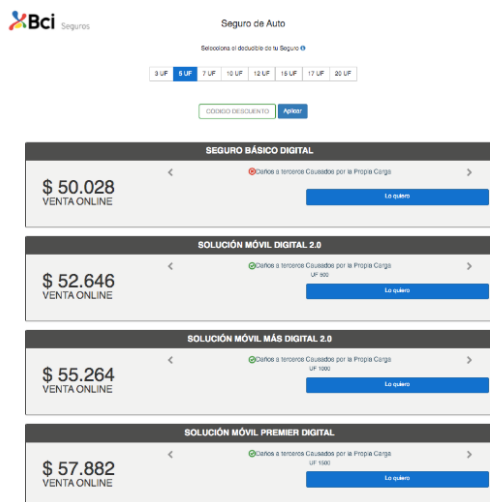 Bci Seguros
Seguro de Auto
Selecciona el deducible de tu Seguro
3 UF 5 UF 7 UF 10 UF 12 UF 15 UF 17 UF 20 UF
CÓDIGO DESCUENTO Aplicar
SEGURO BÁSICO DIGITAL
Daños a terceros Causados por la Propia Carga
$ 50.028
VENTA ONLINE
Lo quiero
SOLUCIÓN MÓVIL DIGITAL 2.0
Daños a terceros Causados por la Propia Carga
UF 500
$ 52.646
VENTA ONLINE
Lo quiero
SOLUCIÓN MÓVIL MÁS DIGITAL 2.0
Daños a terceros Causados por la Propia Carga
UF 1000
$ 55.264
VENTA ONLINE
Lo quiero
SOLUCIÓN MÓVIL PREMIER DIGITAL
Daños a terceros Causados por la Propia Carga
UF 1500
$ 57.882
VENTA ONLINE
Lo quiero